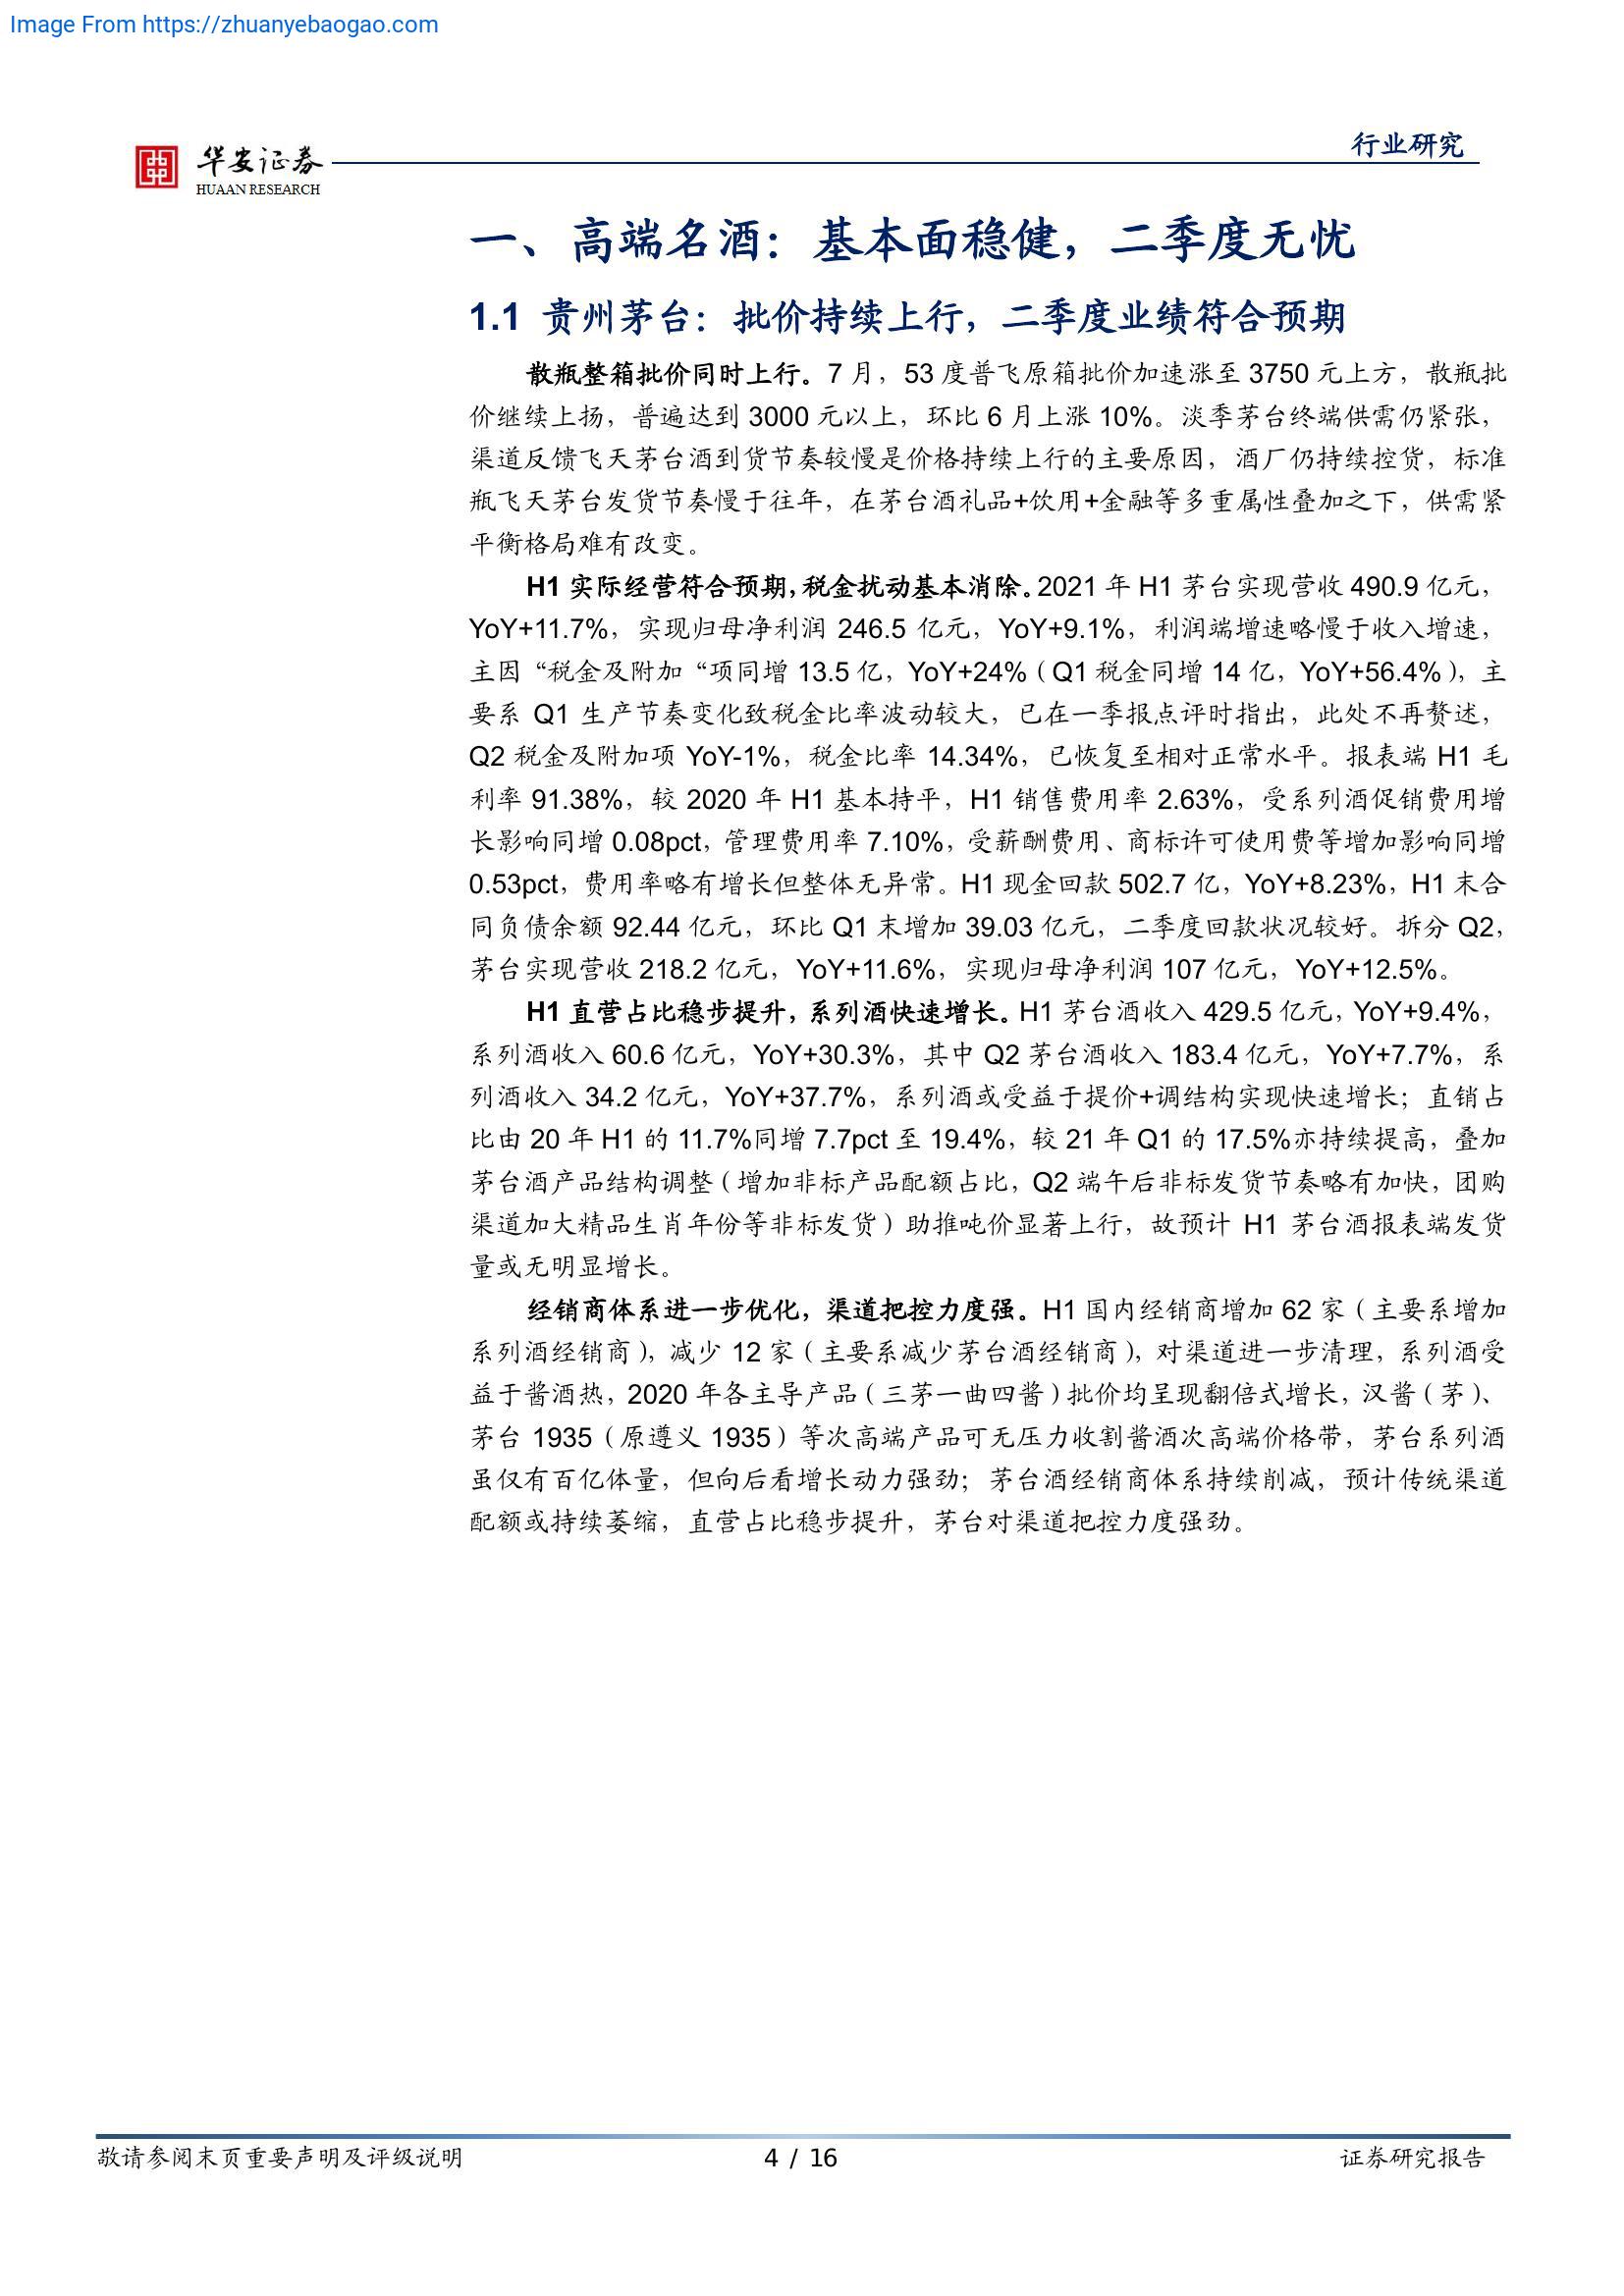 Image From https://zhuanyebaogao.com
华安证券
HUAAN RESEARCH
行业研究
一、高端名酒：基本面稳健，二季度无忧
1.1 贵州茅台：批价持续上行，二季度业绩符合预期
散瓶整箱批价同时上行。7 月，53 度普飞原箱批价加速涨至 3750 元上方，散瓶批
价继续上扬，普遍达到 3000 元以上，环比 6 月上涨 10%。淡季茅台终端供需仍紧张，
渠道反馈飞天茅台酒到货节奏较慢是价格持续上行的主要原因，酒厂仍持续控货，标准
瓶飞天茅台发货节奏慢于往年，在茅台酒礼品+饮用+金融等多重属性叠加之下，供需紧
平衡格局难有改变。
H1 实际经营符合预期，税金扰动基本消除。2021 年 H1 茅台实现营收 490.9 亿元，
YoY+11.7%，实现归母净利润 246.5 亿元，YoY+9.1%，利润端增速略慢于收入增速，
主因“税金及附加“项同增 13.5 亿，YoY+24%（Q1 税金同增 14 亿，YoY+56.4%），主
要系 Q1 生产节奏变化致税金比率波动较大，已在一季报点评时指出，此处不再赘述，
Q2 税金及附加项 YoY-1%，税金比率 14.34%，已恢复至相对正常水平。报表端 H1 毛
利率 91.38%，较 2020 年 H1 基本持平，H1 销售费用率 2.63%，受系列酒促销费用增
长影响同增 0.08pct，管理费用率 7.10%，受薪酬费用、商标许可使用费等增加影响同增
0.53pct，费用率略有增长但整体无异常。H1 现金回款 502.7 亿，YoY+8.23%，H1 末合
同负债余额 92.44 亿元，环比 Q1 末增加 39.03 亿元，二季度回款状况较好。拆分 Q2，
茅台实现营收 218.2 亿元，YoY+11.6%，实现归母净利润 107 亿元，YoY+12.5%。
H1 直营占比稳步提升，系列酒快速增长。H1 茅台酒收入 429.5 亿元，YoY+9.4%，
系列酒收入 60.6 亿元，YoY+30.3%，其中 Q2 茅台酒收入 183.4 亿元，YoY+7.7%，系
列酒收入 34.2 亿元，YoY+37.7%，系列酒或受益于提价+调结构实现快速增长；直销占
比由 20 年 H1 的 11.7%同增 7.7pct 至 19.4%，较 21 年 Q1 的 17.5%亦持续提高，叠加
茅台酒产品结构调整（增加非标产品配额占比，Q2 端午后非标发货节奏略有加快，团购
渠道加大精品生肖年份等非标发货）助推吨价显著上行，故预计 H1 茅台酒报表端发货
量或无明显增长。
经销商体系进一步优化，渠道把控力度强。H1 国内经销商增加 62 家（主要系增加
系列酒经销商），减少 12 家（主要系减少茅台酒经销商），对渠道进一步清理，系列酒受
益于酱酒热，2020 年各主导产品（三茅一曲四酱）批价均呈现翻倍式增长，汉酱（茅）、
茅台 1935（原遵义 1935）等次高端产品可无压力收割酱酒次高端价格带，茅台系列酒
虽仅有百亿体量，但向后看增长动力强劲；茅台酒经销商体系持续削减，预计传统渠道
配额或持续萎缩，直营占比稳步提升，茅台对渠道把控力度强劲。
敬请参阅末页重要声明及评级说明
4 / 16
证券研究报告